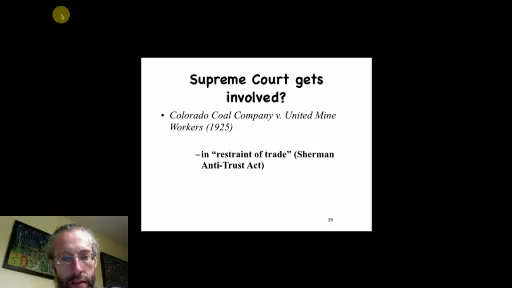 Supreme Court gets
involved?
• Colorado Coal Company v. United Mine
Workers (1925)
–in "restraint of trade" (Sherman
Anti-Trust Act)